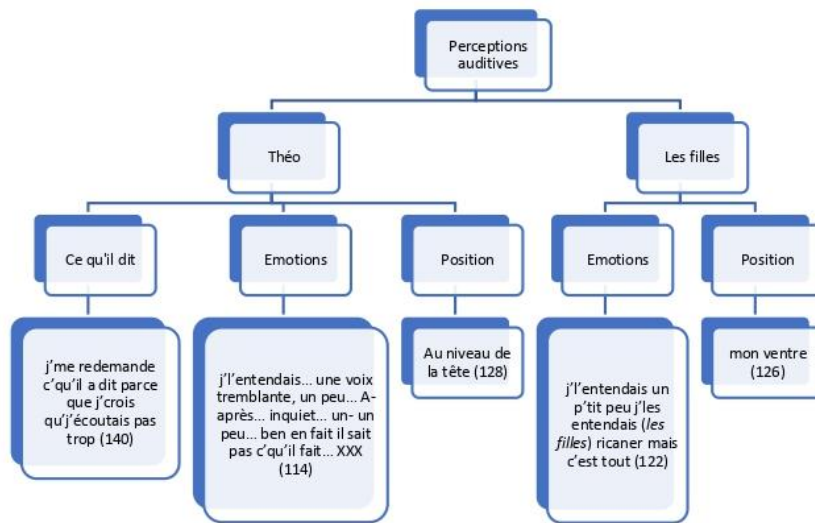 Perceptions
auditives
Théo
Les filles
Ce qu'il dit
Emotions
Position
Emotions
Position
j'me redemande
c'qu'il a dit parce
que j'crois
qu'j'écoutais pas
trop (140)
j'l'entendais... une voix
tremblante, un peu... A-
après... inquiet... un- un
peu... ben en fait il sait
pas c'qu'il fait... XXX
(114)
Au niveau de
la tête (128)
j'l'entendais un
p'tit peu j'les
entendais (les
filles) ricaner mais
c'est tout (122)
mon ventre
(126)